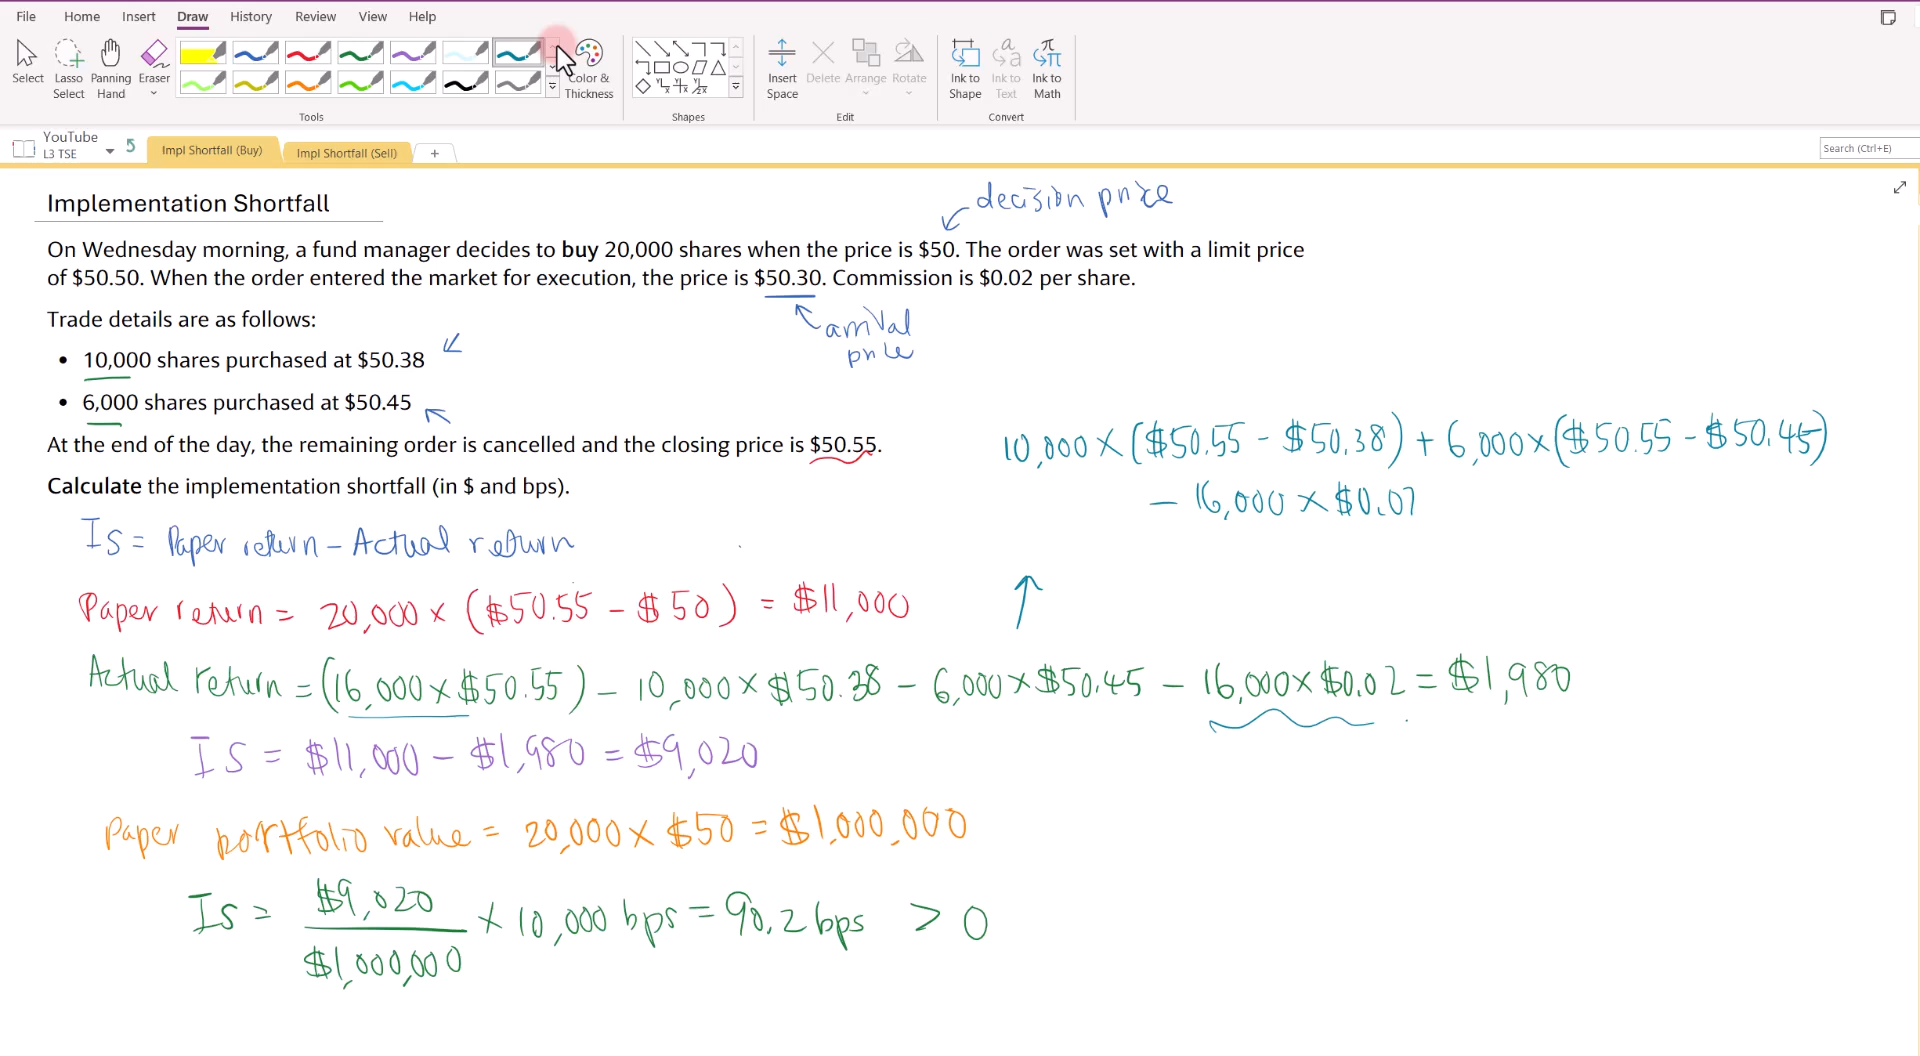 File Home Insert Draw History Review View Help
Select
Lasso Select
Panning Hand
Eraser
Color & Thickness
Insert Space
Delete
Arrange
Rotate
Ink to Shape
Ink to Text
Ink to Math
Tools
Shapes
Edit
Convert
YouTube
L3 TSE
Impl Shortfall (Buy)
Impl Shortfall (Sell)
+
Search (Ctrl+E)
Implementation Shortfall
decision price
On Wednesday morning, a fund manager decides to buy 20,000 shares when the price is $50. The order was set with a limit price
of $50.50. When the order entered the market for execution, the price is $50.30. Commission is $0.02 per share.
Trade details are as follows:
arrival
price
• 10,000 shares purchased at $50.38
• 6,000 shares purchased at $50.45
At the end of the day, the remaining order is cancelled and the closing price is $50.55.
10,000 × ($50.55 - $50.38) + 6,000 × ($50.55 - $50.45)
- 16,000 × $0.02
Calculate the implementation shortfall (in $ and bps).
IS = Paper return - Actual return
Paper return = 20,000 × ($50.55 - $50) = $11,000
Actual return = (16,000 × $50.55) - 10,000 × $50.38 - 6,000 × $50.45 - 16,000 × $0.02 = $1,980
IS = $11,000 - $1,980 = $9,020
Paper portfolio value = 20,000 × $50 = $1,000,000
IS = $9,020 / $1,000,000 × 10,000 bps = 90.2 bps > 0